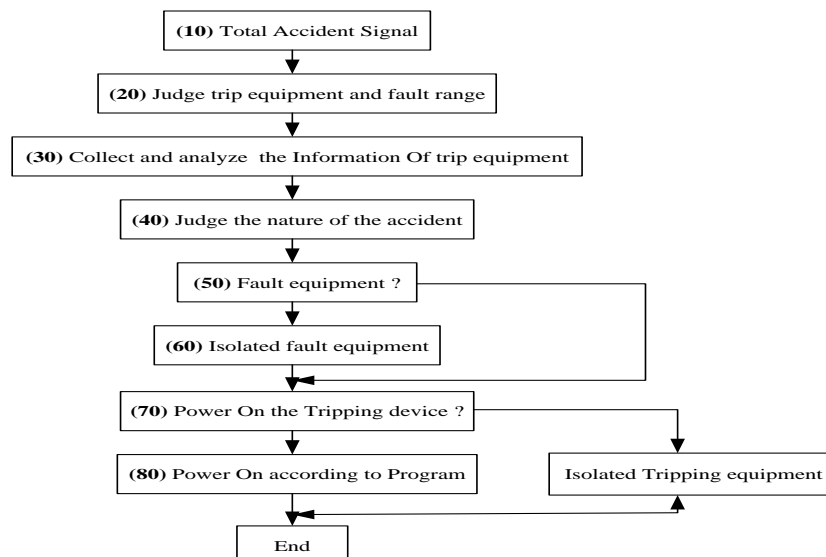 (10) Total Accident Signal
(20) Judge trip equipment and fault range
(30) Collect and analyze the Information Of trip equipment
(40) Judge the nature of the accident
(50) Fault equipment ?
(60) Isolated fault equipment
(70) Power On the Tripping device ?
(80) Power On according to Program
Isolated Tripping equipment
End